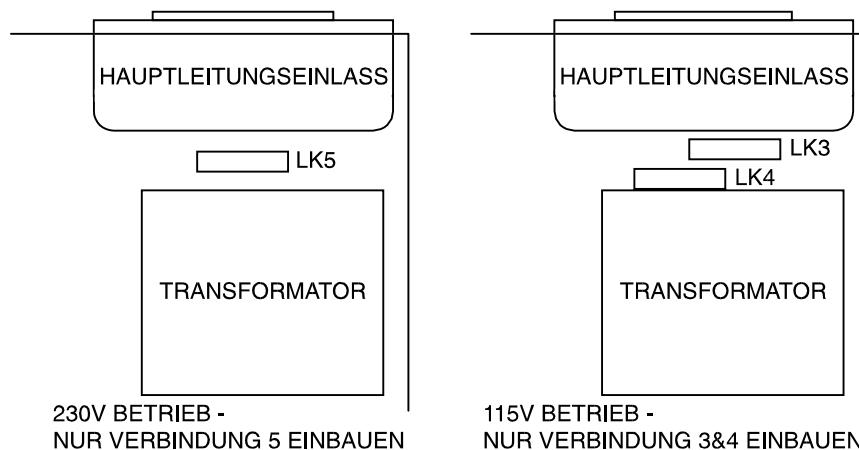 HAUPTLEITUNGSEINLASS
LK5
TRANSFORMATOR
230V BETRIEB -
NUR VERBINDUNG 5 EINBAUEN
HAUPTLEITUNGSEINLASS
LK3
LK4
TRANSFORMATOR
115V BETRIEB -
NUR VERBINDUNG 3&4 EINBAUEN